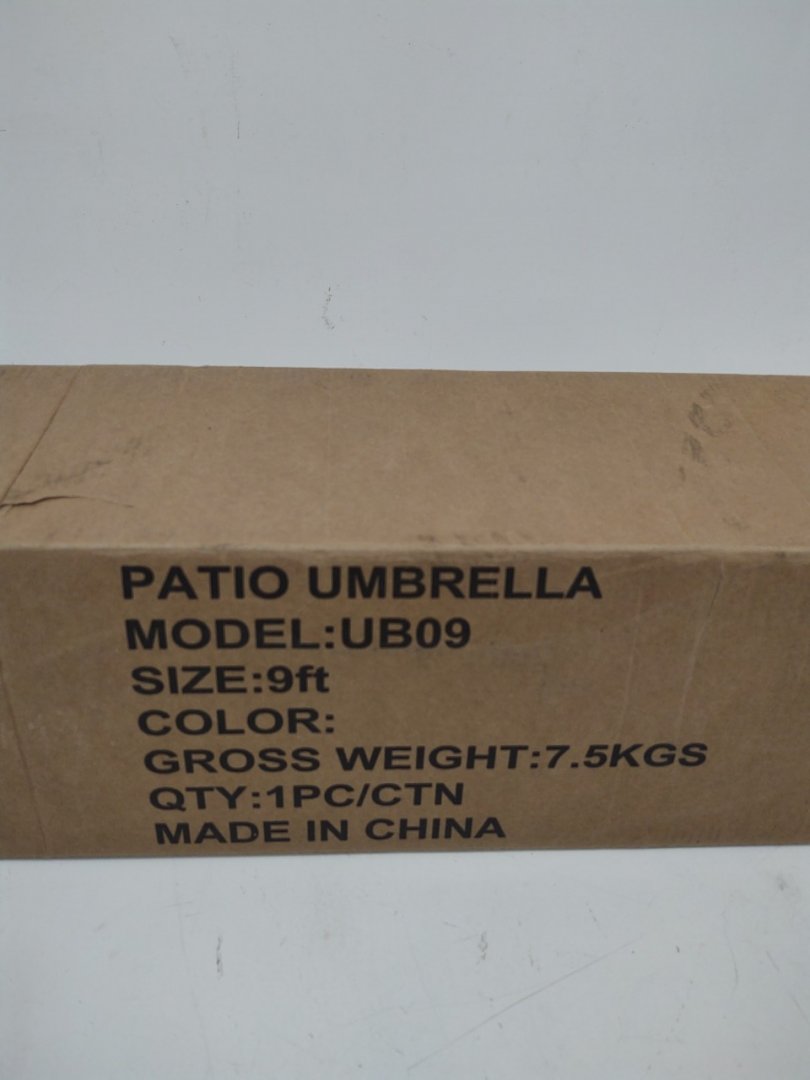 PATIO UMBRELLA
MODEL:UB09
SIZE:9ft
COLOR:
GROSS WEIGHT:7.5KGS
QTY:1PC/CTN
MADE IN CHINA